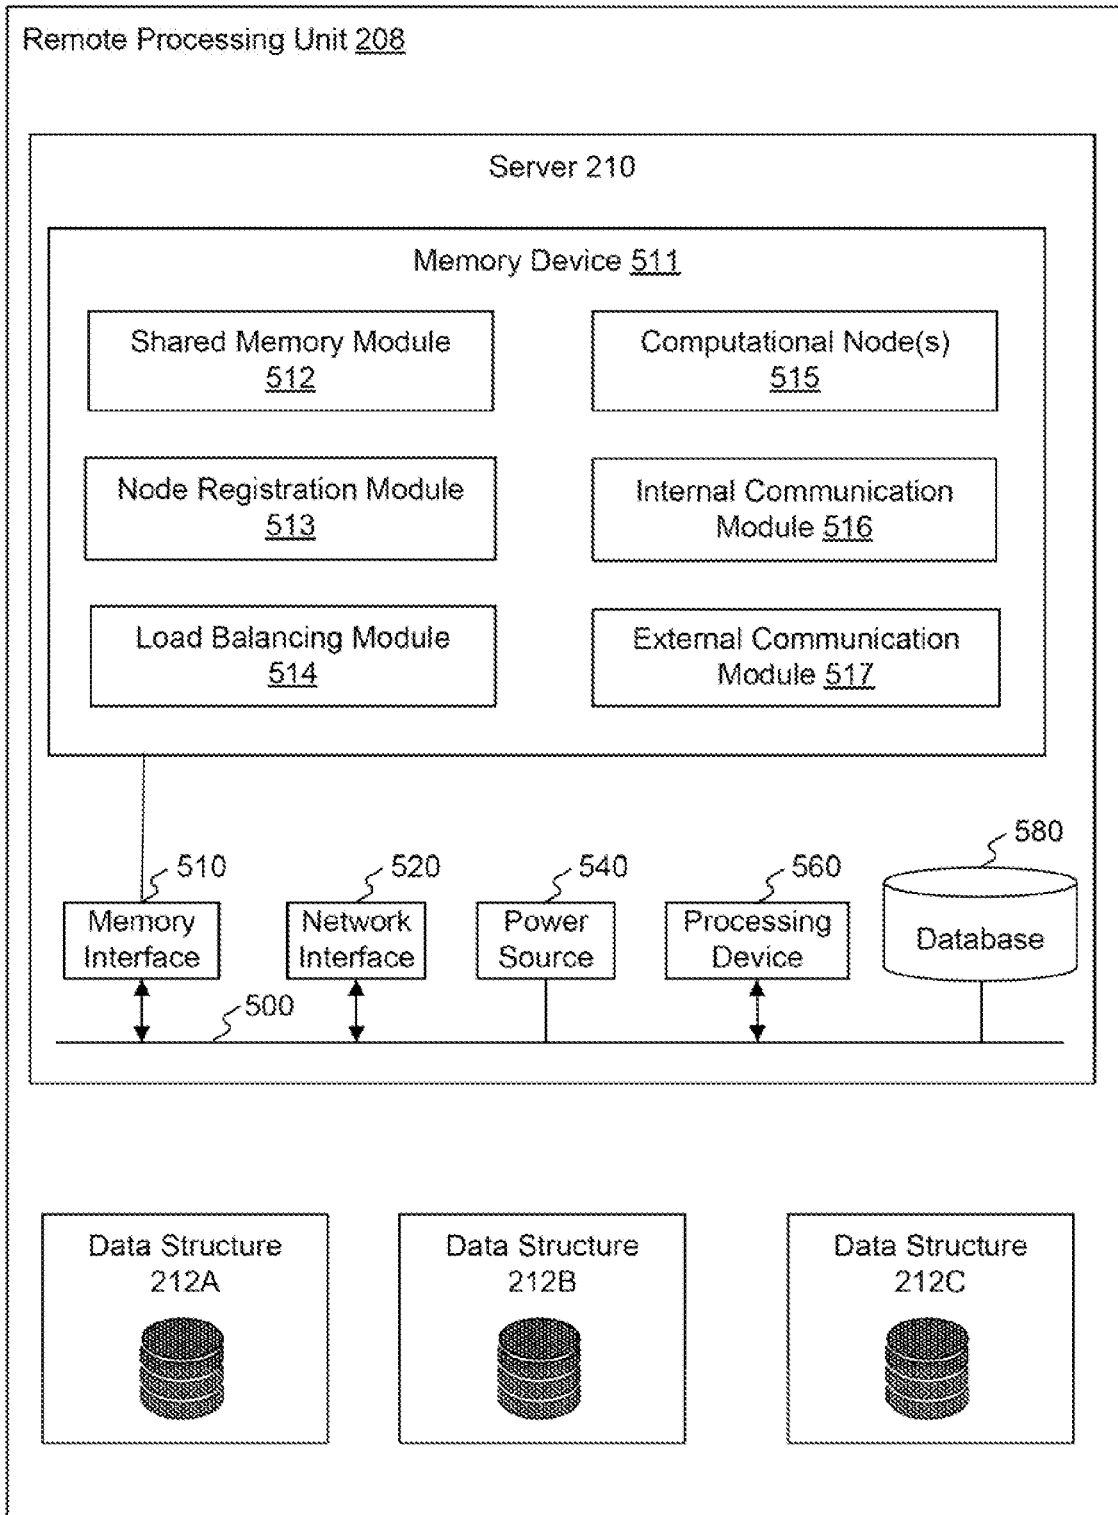 Remote Processing Unit 208
Server 210
Memory Device 511
Shared Memory Module
512
Computational Node(s)
515
Node Registration Module
513
Internal Communication
Module 516
Load Balancing Module
514
External Communication
Module 517
510
520
540
560
580
Memory
Interface
Network
Interface
Power
Source
Processing
Device
Database
500
Data Structure
212A
Data Structure
212B
Data Structure
212C